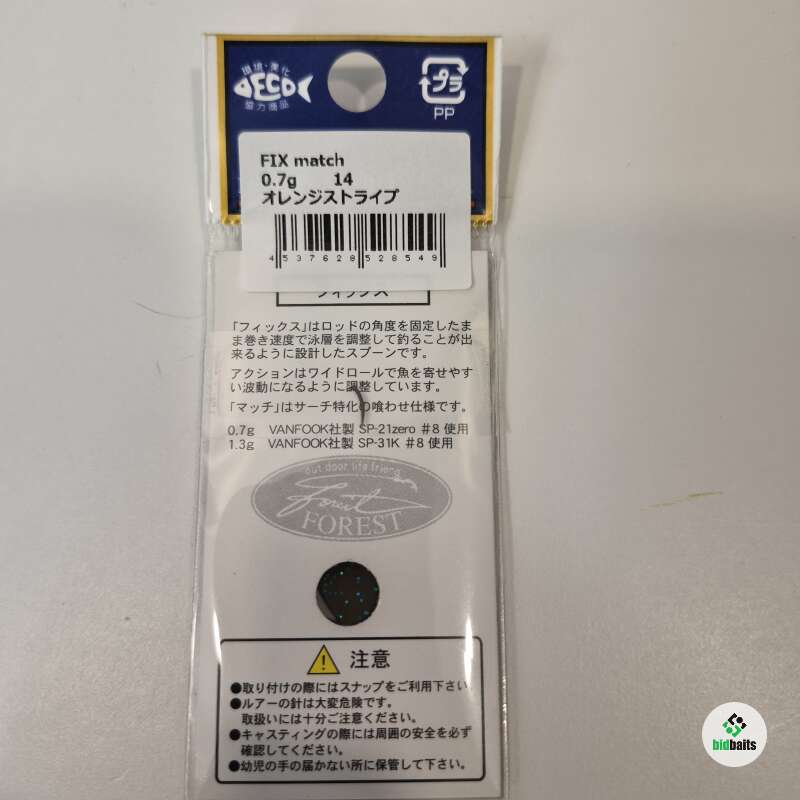 環境・美化
ECO
協力商品
プラ
PP
FIX match
0.7g 14
オレンジストライプ
4 537628 528549
フィックス
「フィックス」はロッドの角度を固定したま
ま巻き速度で泳層を調整して釣ることが出
来るように設計したスプーンです。
アクションはワイドロールで魚を寄せやす
い波動になるように調整しています。
「マッチ」はサーチ特化の喰わせ仕様です。
0.7g VANFOOK社製 SP-21zero #8 使用
1.3g VANFOOK社製 SP-31K #8 使用
out door life friend
Forest
FOREST
注意
●取り付けの際にはスナップをご利用下さい
●ルアーの針は大変危険です。
取扱いには十分ご注意ください。
●キャスティングの際には周囲の安全を必ず
確認してください。
●幼児の手の届かない所に保管して下さい。
bidbaits